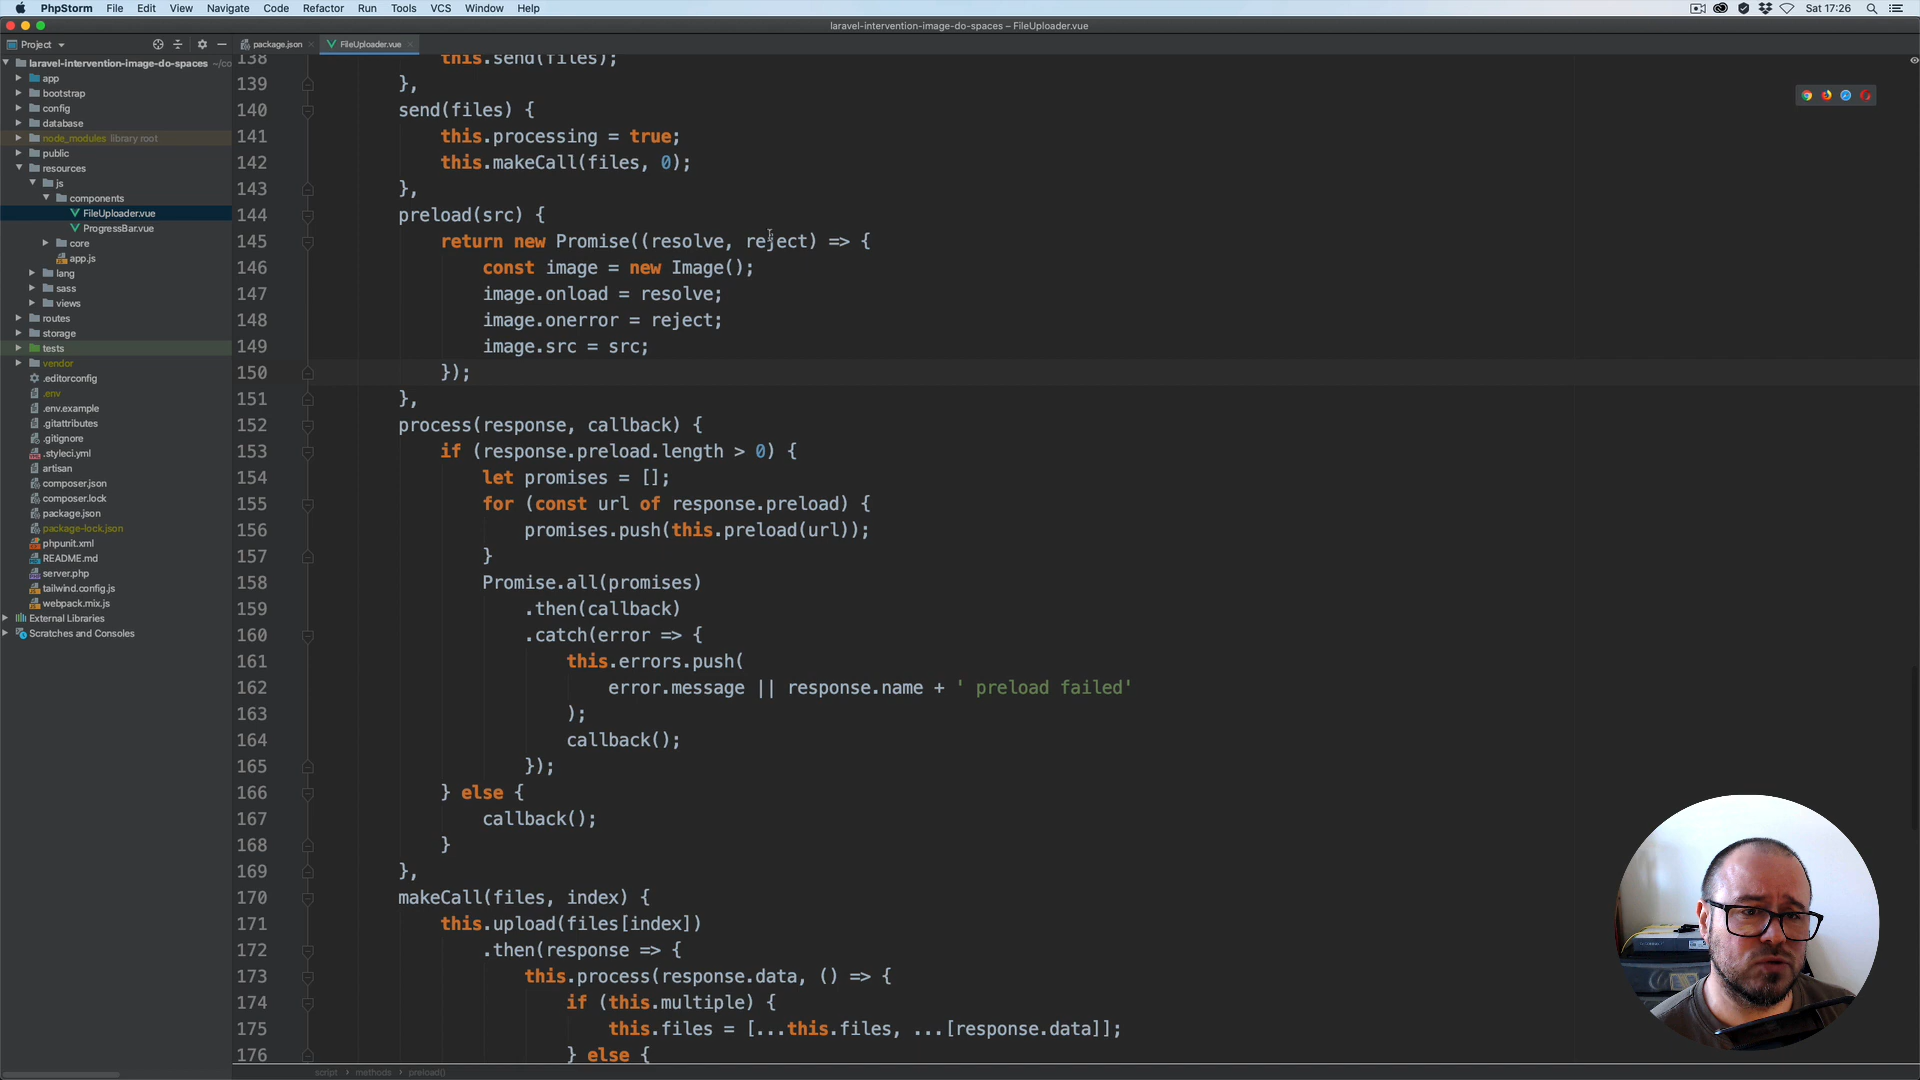 PhpStorm File Edit View Navigate Code Refactor Run Tools VCS Window Help Sat 17:26
laravel-intervention-image-do-spaces – FileUploader.vue
Project package.json FileUploader.vue
laravel-intervention-image-do-spaces ~/co
app
bootstrap
config
database
node_modules library root
public
resources
js
components
FileUploader.vue
ProgressBar.vue
core
app.js
lang
sass
views
routes
storage
tests
vendor
.editorconfig
.env
.env.example
.gitattributes
.gitignore
.styleci.yml
artisan
composer.json
composer.lock
package.json
package-lock.json
phpunit.xml
README.md
server.php
tailwind.config.js
webpack.mix.js
External Libraries
Scratches and Consoles
138 this.send(files);
139 },
140 send(files) {
141 this.processing = true;
142 this.makeCall(files, 0);
143 },
144 preload(src) {
145 return new Promise((resolve, reject) => {
146 const image = new Image();
147 image.onload = resolve;
148 image.onerror = reject;
149 image.src = src;
150 });
151 },
152 process(response, callback) {
153 if (response.preload.length > 0) {
154 let promises = [];
155 for (const url of response.preload) {
156 promises.push(this.preload(url));
157 }
158 Promise.all(promises)
159 .then(callback)
160 .catch(error => {
161 this.errors.push(
162 error.message || response.name + ' preload failed'
163 );
164 callback();
165 });
166 } else {
167 callback();
168 }
169 },
170 makeCall(files, index) {
171 this.upload(files[index])
172 .then(response => {
173 this.process(response.data, () => {
174 if (this.multiple) {
175 this.files = [...this.files, ...[response.data]];
176 } else {
script › methods › preload()